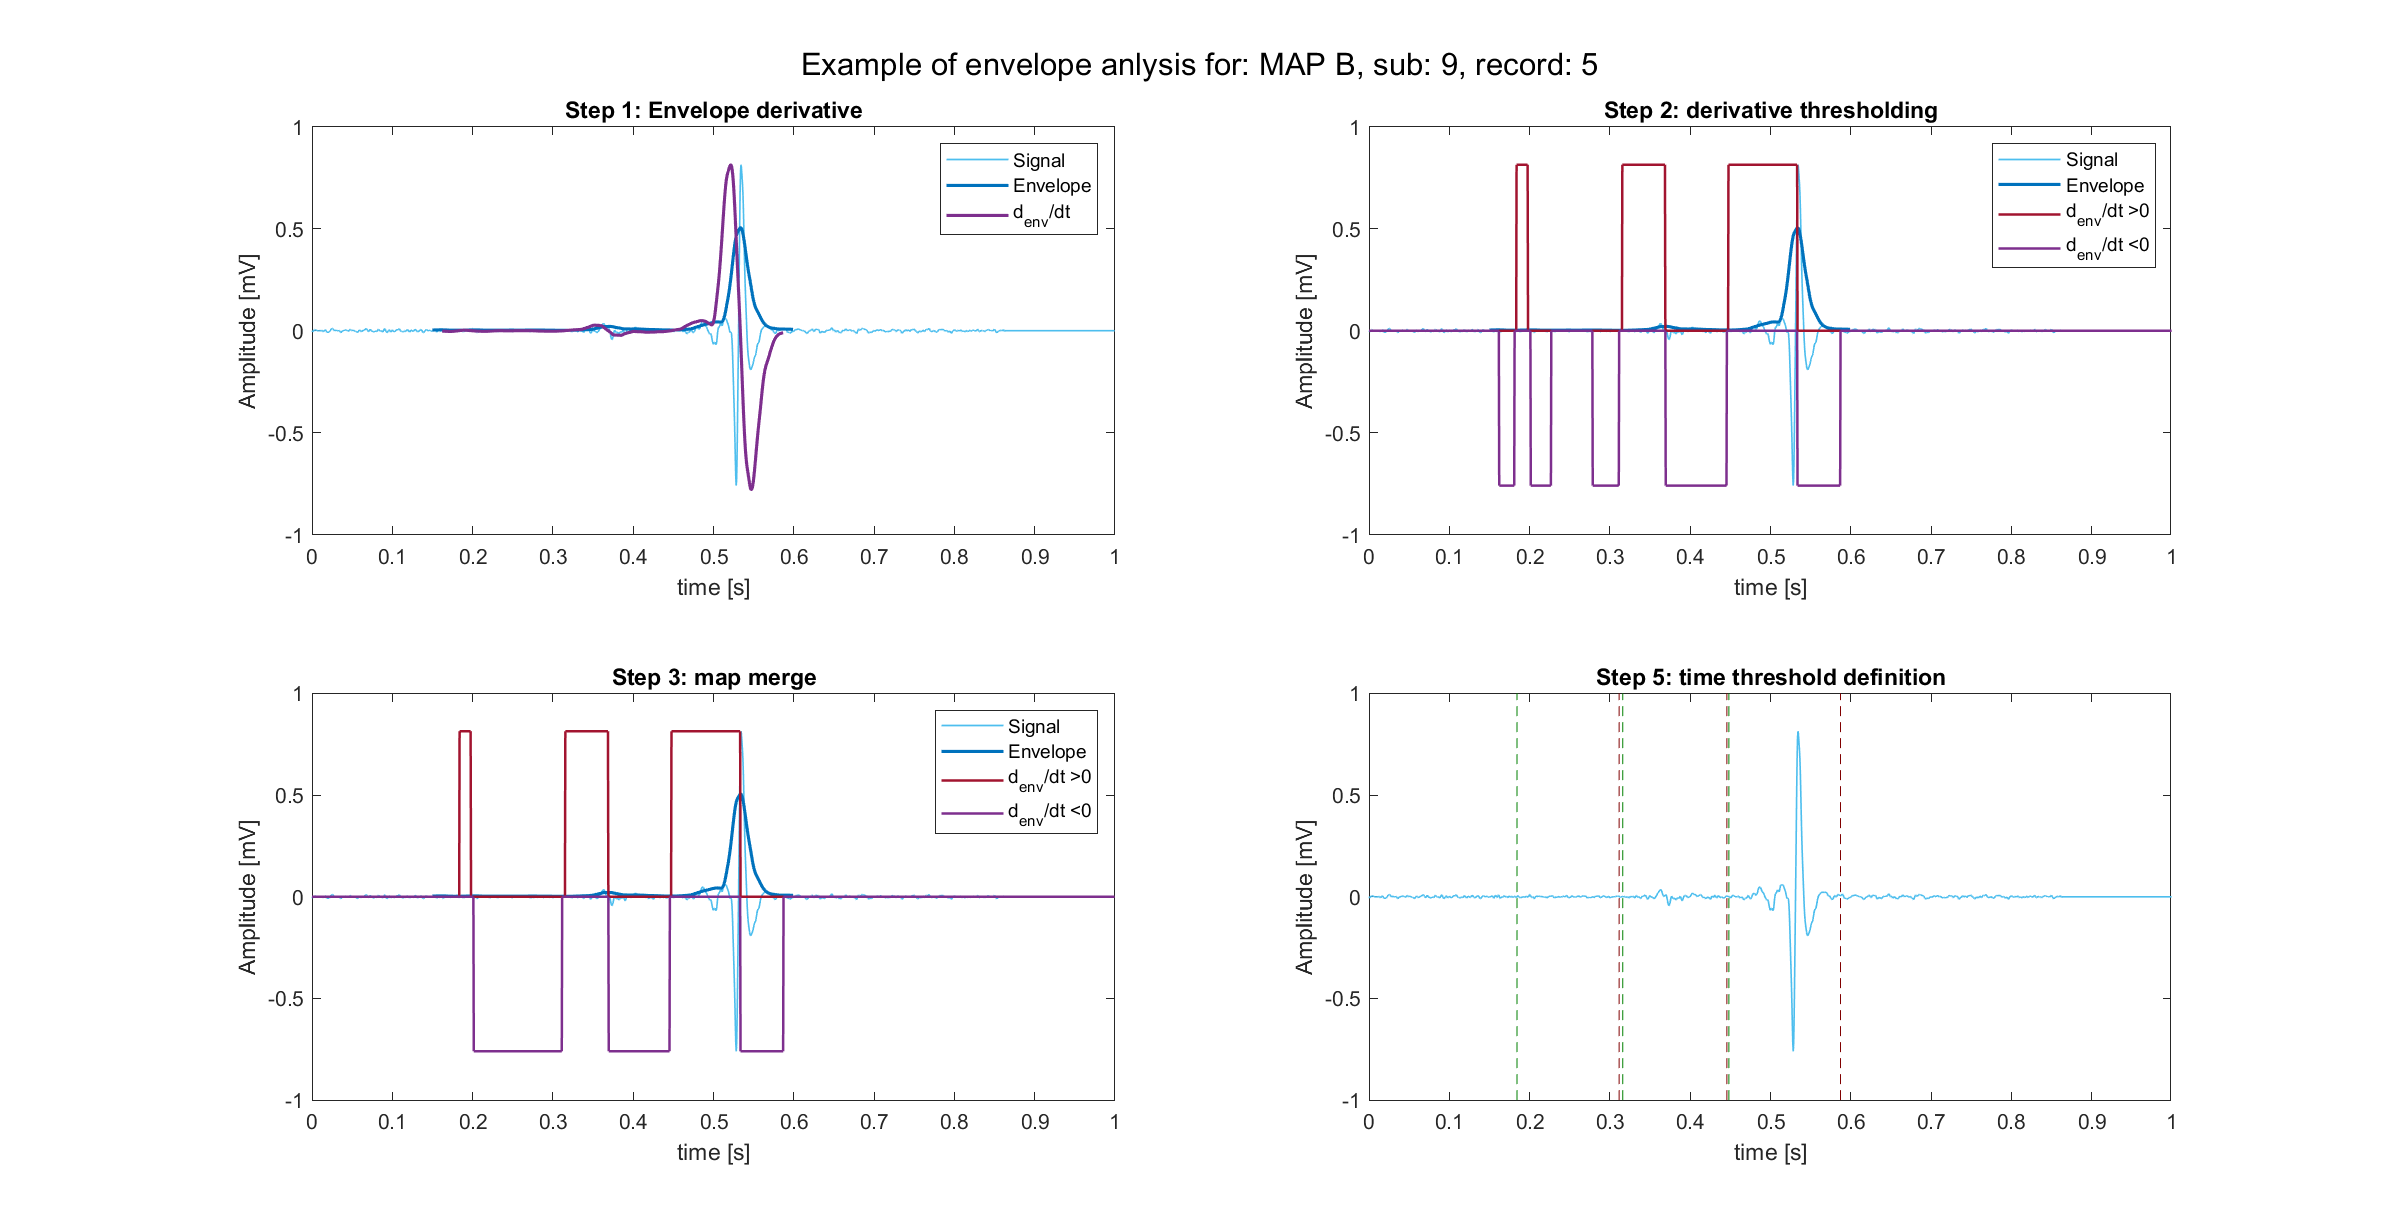 Example of envelope anlysis for: MAP B, sub: 9, record: 5
Step 1: Envelope derivative
1
0.5
0
-0.5
-1
Amplitude [mV]
0 0.1 0.2 0.3 0.4 0.5 0.6 0.7 0.8 0.9 1
time [s]
Signal
Envelope
d_env/dt
Step 2: derivative thresholding
1
0.5
0
-0.5
-1
Amplitude [mV]
0 0.1 0.2 0.3 0.4 0.5 0.6 0.7 0.8 0.9 1
time [s]
Signal
Envelope
d_env/dt >0
d_env/dt <0
Step 3: map merge
1
0.5
0
-0.5
-1
Amplitude [mV]
0 0.1 0.2 0.3 0.4 0.5 0.6 0.7 0.8 0.9 1
time [s]
Signal
Envelope
d_env/dt >0
d_env/dt <0
Step 5: time threshold definition
1
0.5
0
-0.5
-1
Amplitude [mV]
0 0.1 0.2 0.3 0.4 0.5 0.6 0.7 0.8 0.9 1
time [s]